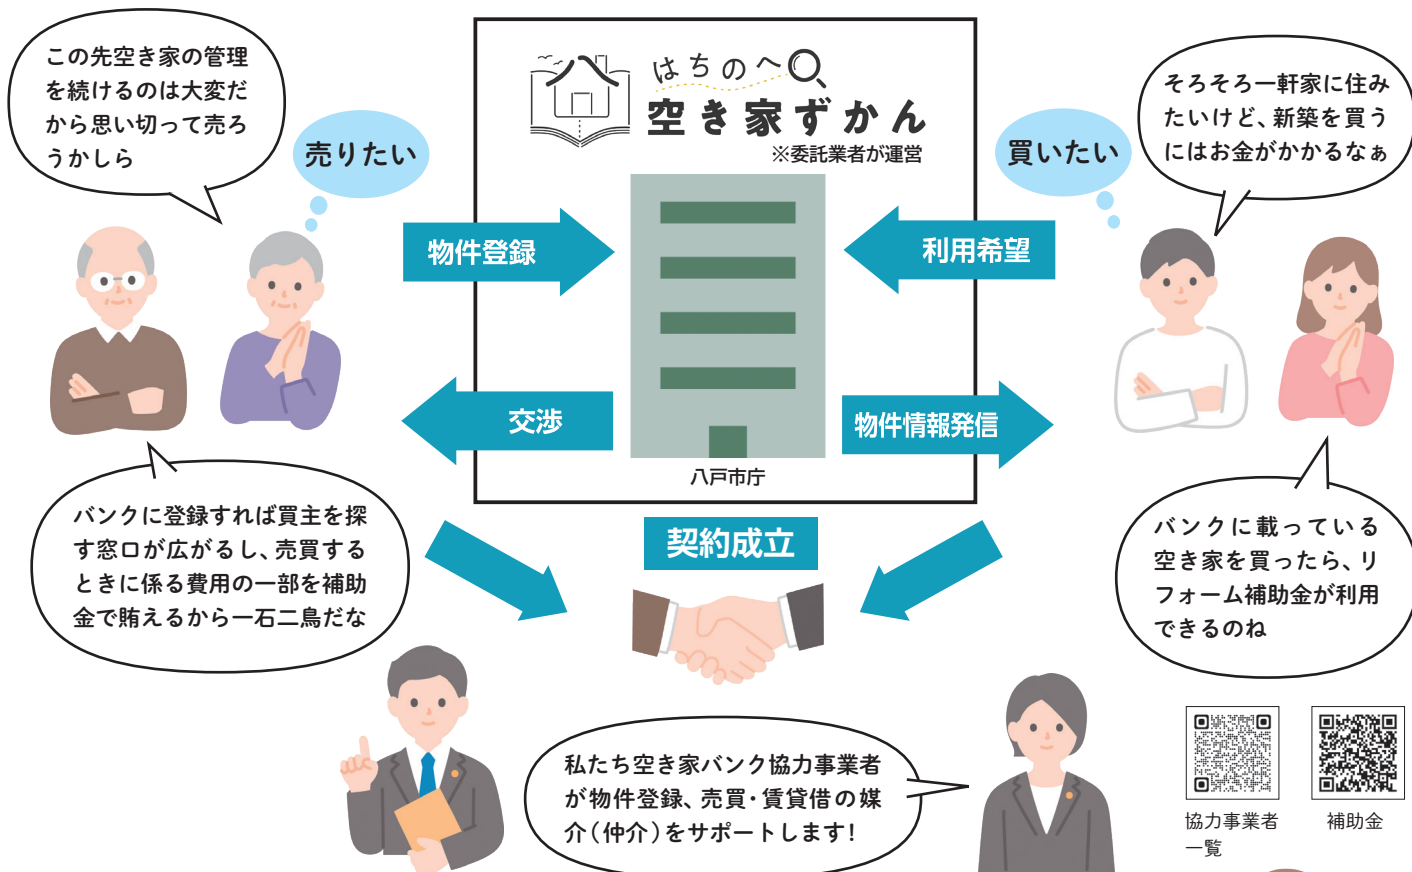 この先空き家の管理
を続けるのは大変だ
から思い切って売ろ
うかしら
売りたい
はちのへ
空き家ずかん
※委託業者が運営
買いたい
そろそろ一軒家に住み
たいけど、新築を買う
にはお金がかかるなぁ
物件登録
利用希望
交渉
物件情報発信
八戸市庁
バンクに登録すれば買主を探
す窓口が広がるし、売買する
ときに係る費用の一部を補助
金で賄えるから一石二鳥だな
契約成立
バンクに載っている
空き家を買ったら、リ
フォーム補助金が利用
できるのね
私たち空き家バンク協力事業者
が物件登録、売買・賃貸借の媒
介(仲介)をサポートします!
協力事業者
一覧
補助金